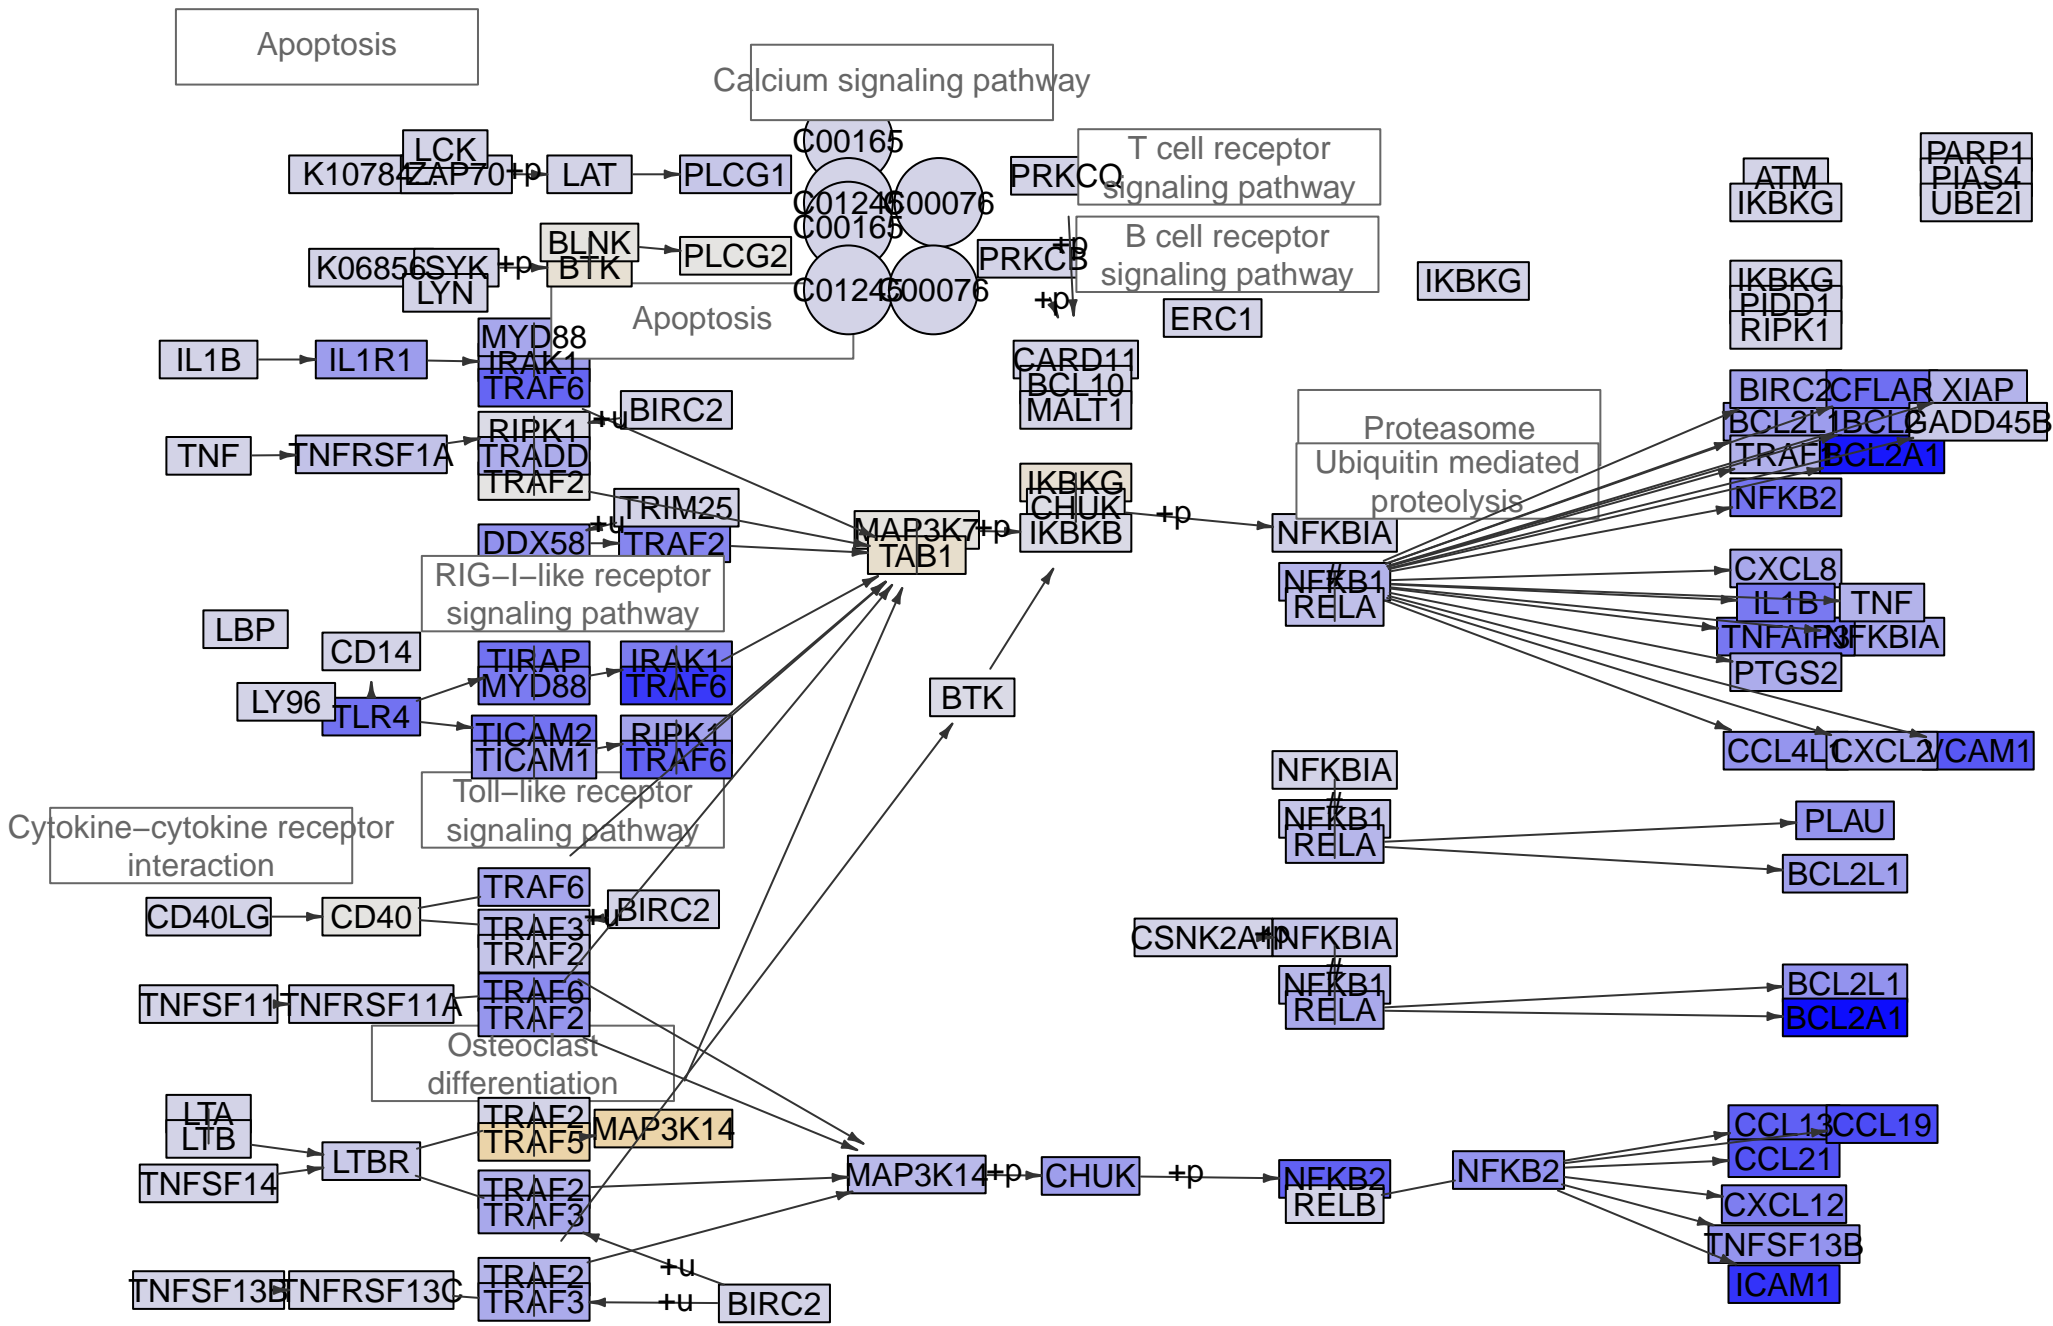 Apoptosis
Calcium signaling pathway
LCK
K10784
ZAP70
+p
LAT
PLCG1
C00165
C01246
C00076
C00165
PRKCQ
T cell receptor
signaling pathway
ATM
IKBKG
PARP1
PIAS4
UBE2I
K06856
SYK
LYN
+p
BLNK
BTK
PLCG2
C01245
C00076
PRKCB
+p
+p
B cell receptor
signaling pathway
ERC1
IKBKG
IKBKG
PIDD1
RIPK1
Apoptosis
IL1B
IL1R1
MYD88
IRAK1
TRAF6
CARD11
BCL10
MALT1
TNF
TNFRSF1A
RIPK1
TRADD
TRAF2
+u
BIRC2
Proteasome
Ubiquitin mediated
proteolysis
BIRC2
CFLAR
XIAP
BCL2L1
BCL2
GADD45B
TRAF1
BCL2A1
NFKB2
DDX58
+u
TRIM25
TRAF2
MAP3K7
TAB1
+p
IKBKG
CHUK
IKBKB
+p
NFKBIA
NFKB1
RELA
RIG−I−like receptor
signaling pathway
CXCL8
IL1B
TNF
TNFAIP3
NFKBIA
PTGS2
LBP
CD14
LY96
TLR4
TIRAP
MYD88
IRAK1
TRAF6
TICAM2
TICAM1
RIPK1
TRAF6
BTK
CCL4L1
CXCL2
VCAM1
Toll−like receptor
signaling pathway
Cytokine−cytokine receptor
interaction
NFKBIA
NFKB1
RELA
PLAU
BCL2L1
CD40LG
CD40
TRAF6
TRAF3
TRAF2
+u
BIRC2
CSNK2A1
+p
NFKBIA
NFKB1
RELA
BCL2L1
BCL2A1
TNFSF11
TNFRSF11A
TRAF6
TRAF2
Osteoclast
differentiation
LTA
LTB
TNFSF14
LTBR
TRAF2
TRAF5
MAP3K14
TRAF2
TRAF3
MAP3K14
+p
CHUK
+p
NFKB2
RELB
NFKB2
CCL13
CCL19
CCL21
CXCL12
TNFSF13B
ICAM1
TNFSF13B
TNFRSF13C
TRAF2
TRAF3
+u
+u
BIRC2